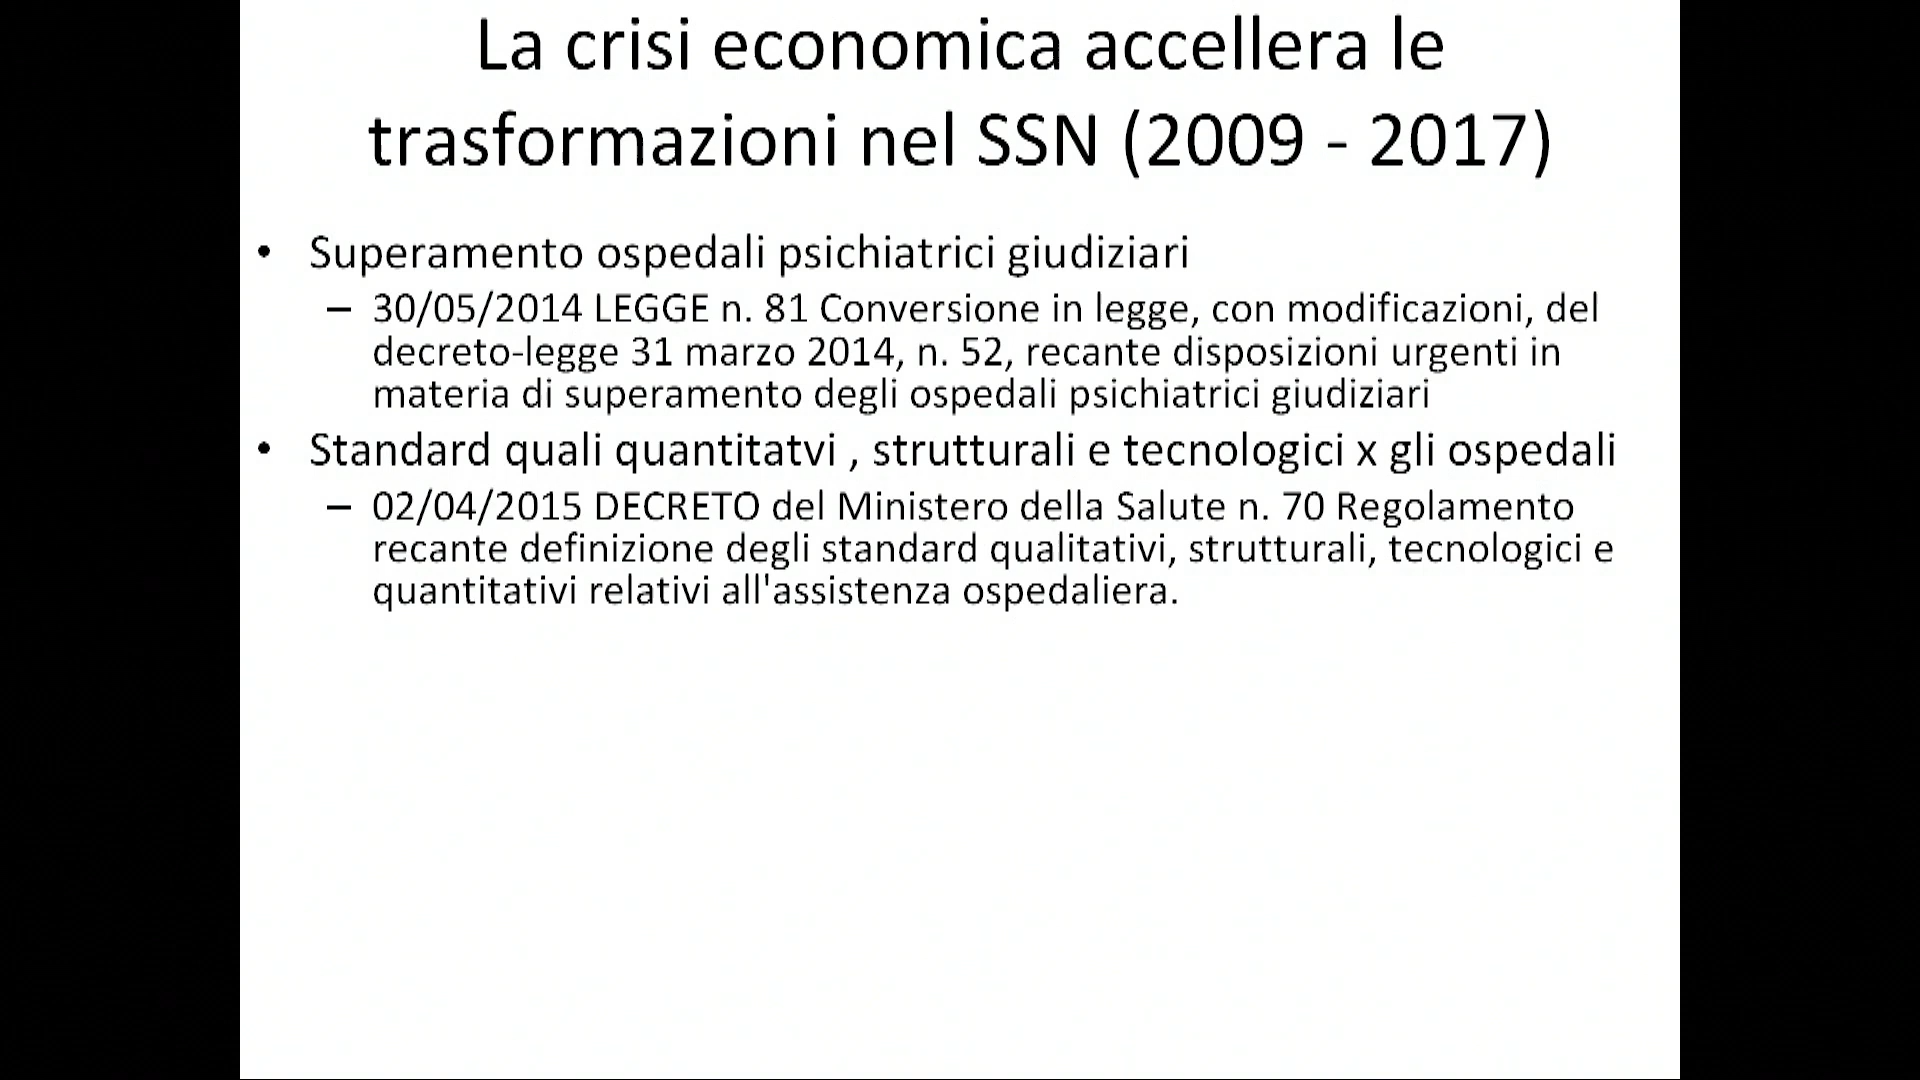 La crisi economica accellera le
trasformazioni nel SSN (2009 - 2017)
• Superamento ospedali psichiatrici giudiziari
– 30/05/2014 LEGGE n. 81 Conversione in legge, con modificazioni, del
decreto-legge 31 marzo 2014, n. 52, recante disposizioni urgenti in
materia di superamento degli ospedali psichiatrici giudiziari
• Standard quali quantitatvi , strutturali e tecnologici x gli ospedali
– 02/04/2015 DECRETO del Ministero della Salute n. 70 Regolamento
recante definizione degli standard qualitativi, strutturali, tecnologici e
quantitativi relativi all'assistenza ospedaliera.